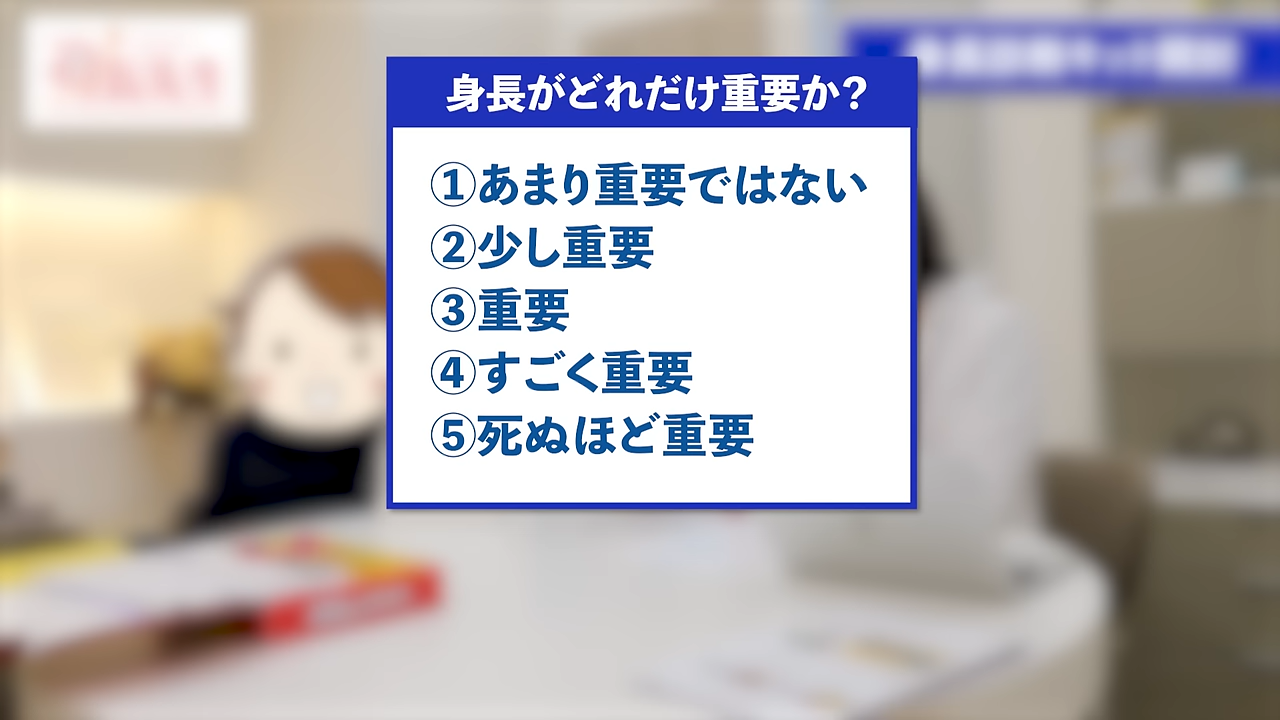 身長がどれだけ重要か?
①あまり重要ではない
②少し重要
③重要
④すごく重要
⑤死ぬほど重要